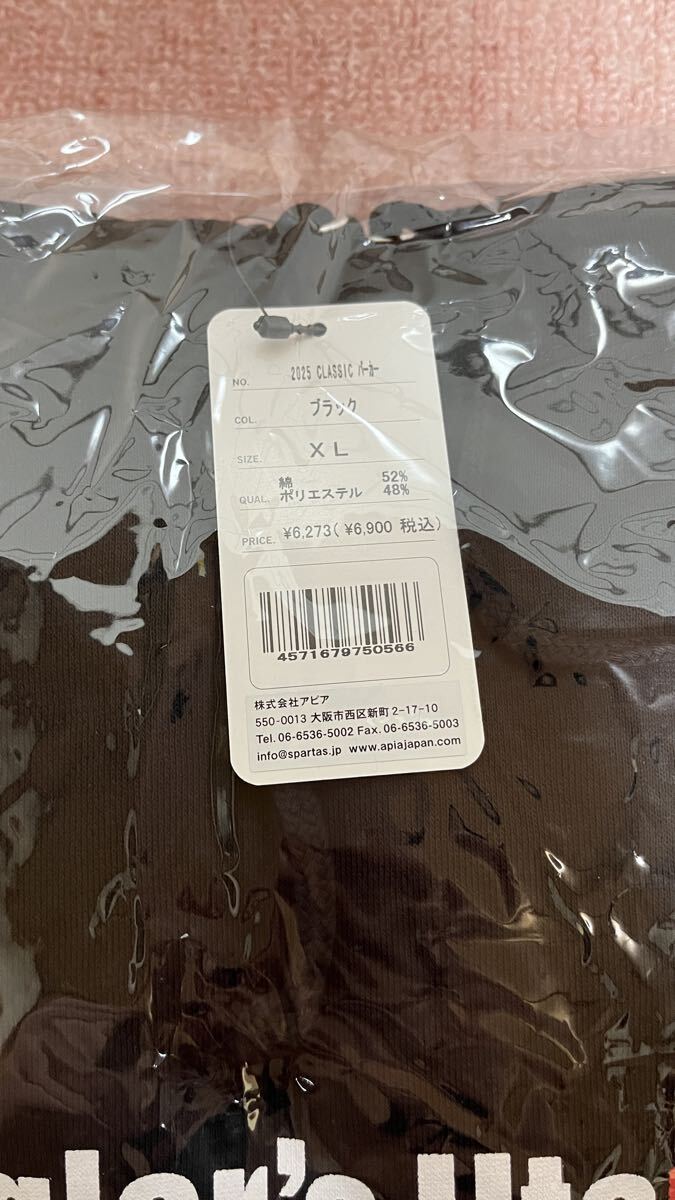 NO. 2025 CLASSIC パーカー
COL. ブラック
SIZE. XL
綿 52%
QUAL. ポリエステル 48%
PRICE. ¥6,273(¥6,900 税込)
4571679750566
株式会社アピア
550-0013 大阪市西区新町 2-17-10
Tel. 06-6536-5002 Fax. 06-6536-5003
info@spartas.jp www.apiajapan.com